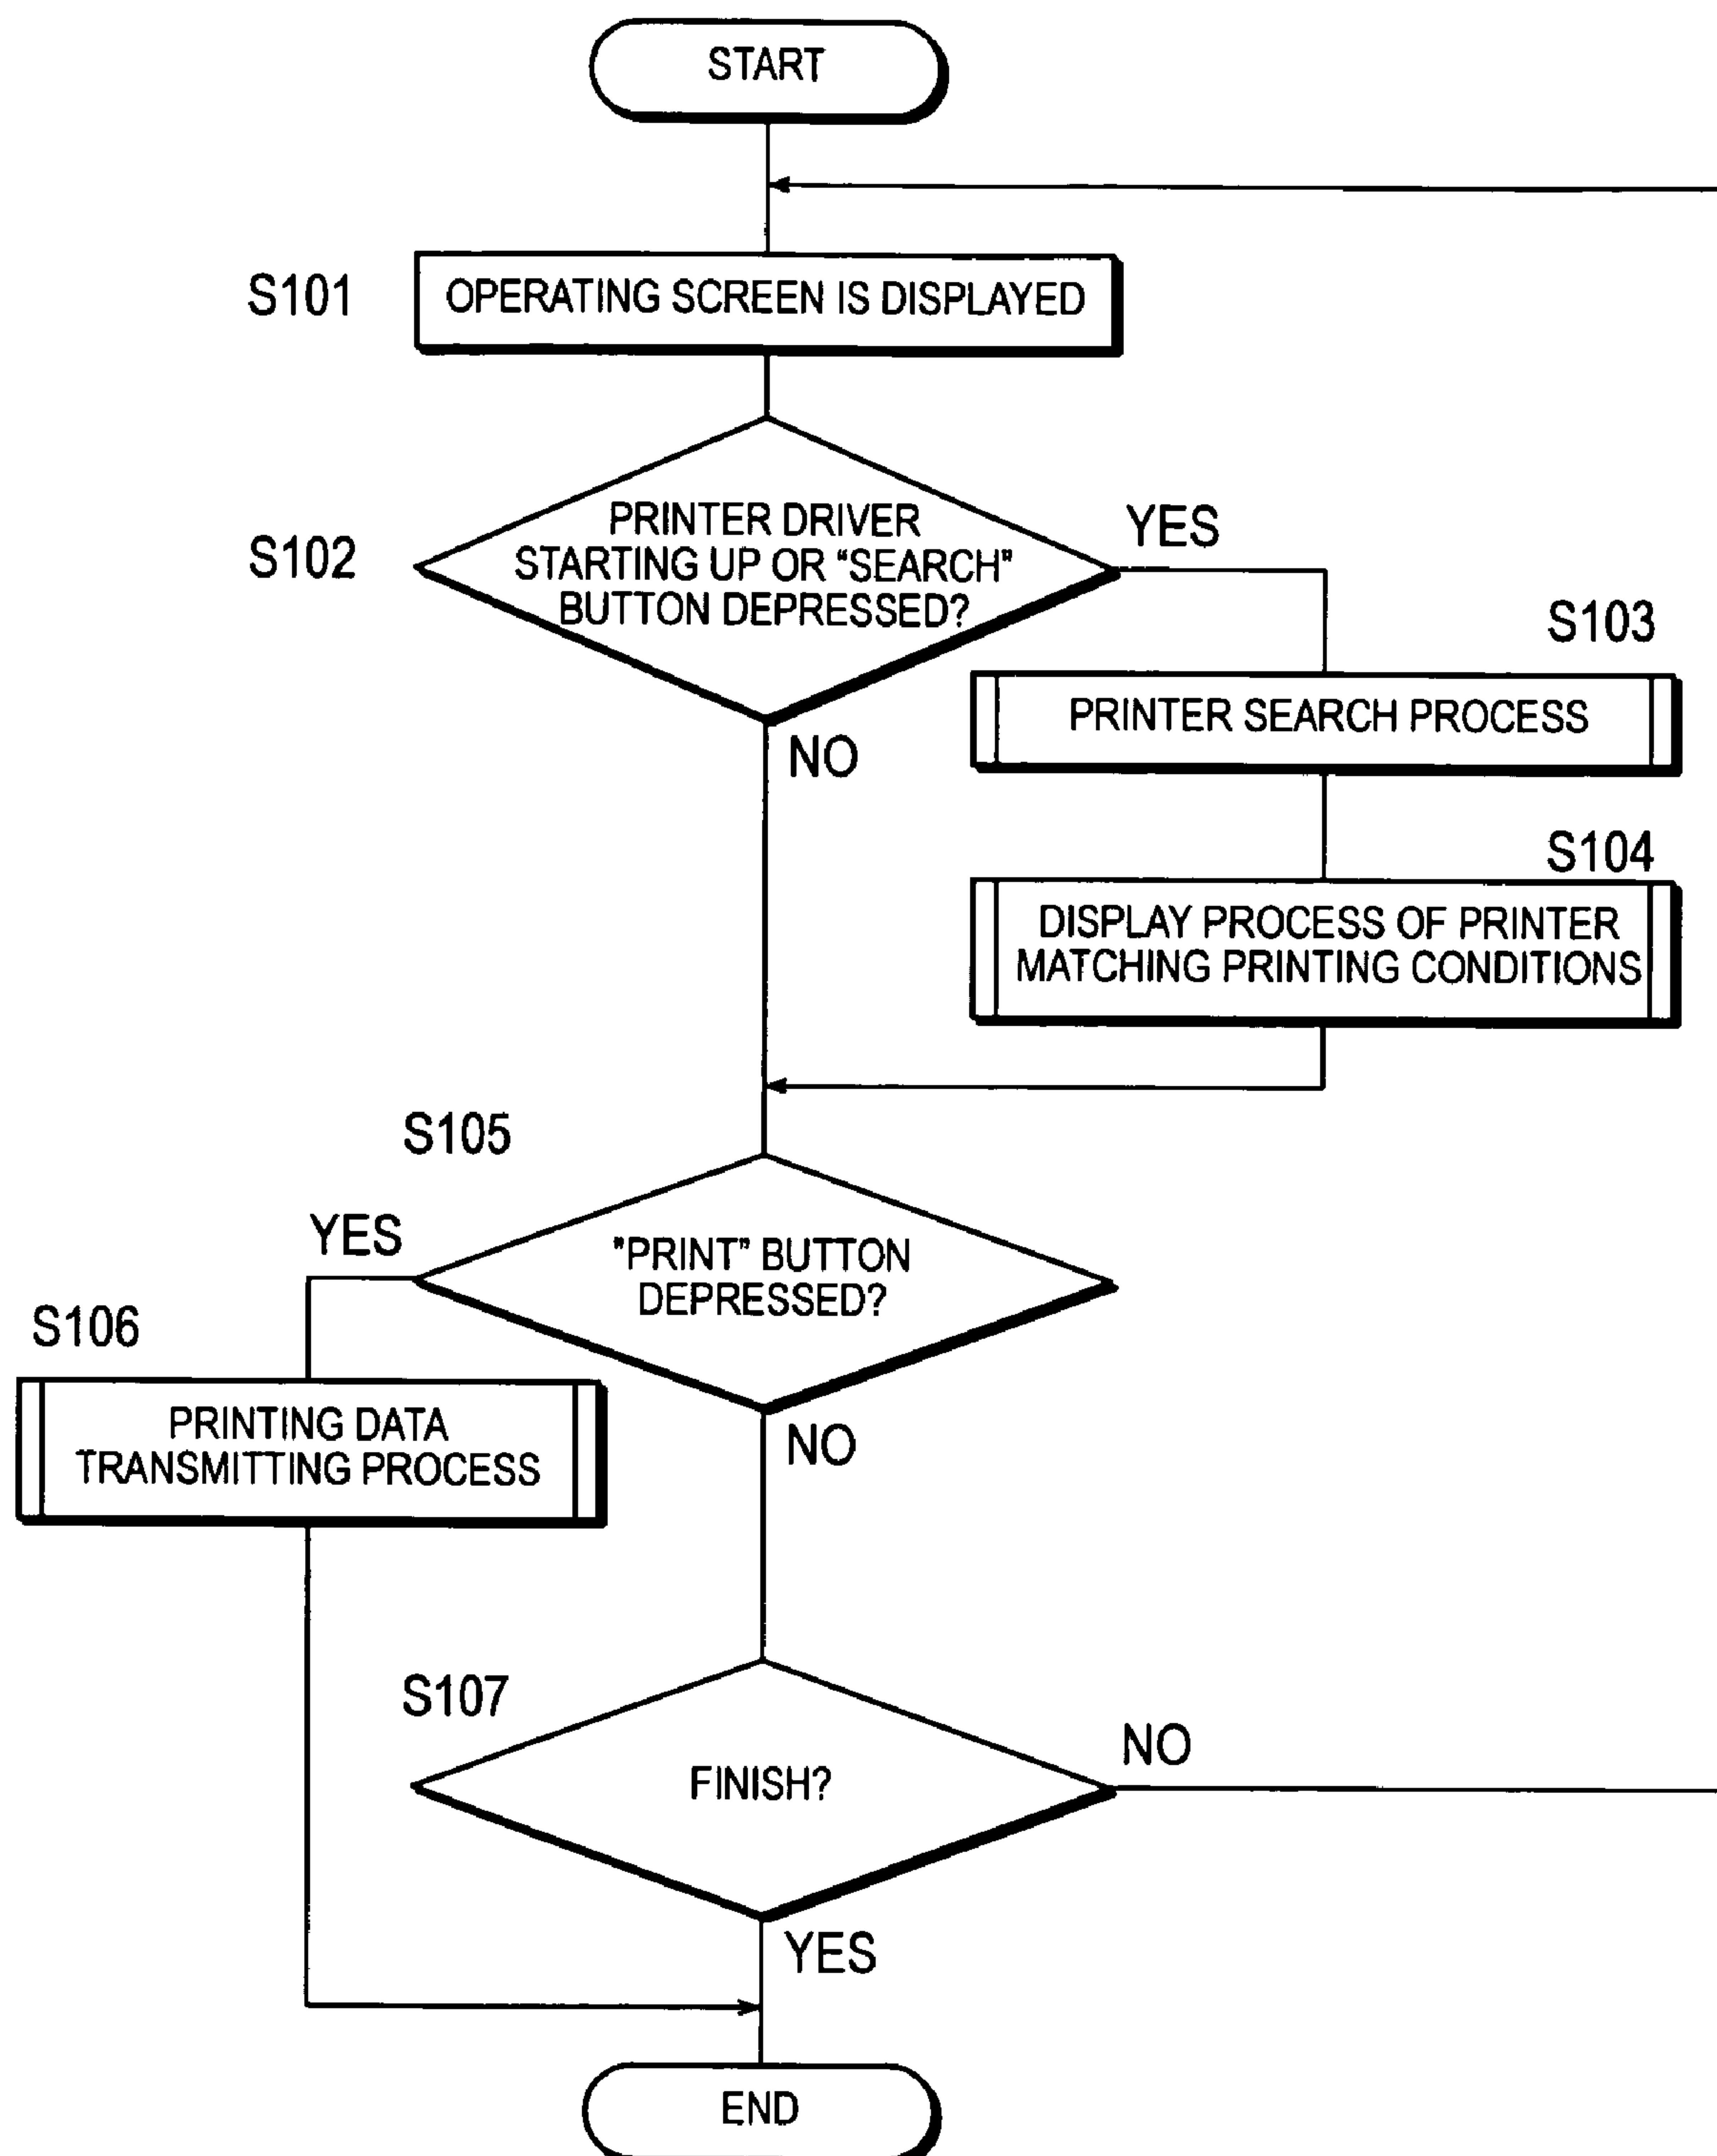 START
S101
OPERATING SCREEN IS DISPLAYED
S102
PRINTER DRIVER
STARTING UP OR “SEARCH”
BUTTON DEPRESSED?
YES
NO
S103
PRINTER SEARCH PROCESS
S104
DISPLAY PROCESS OF PRINTER
MATCHING PRINTING CONDITIONS
S105
"PRINT" BUTTON
DEPRESSED?
YES
NO
S106
PRINTING DATA
TRANSMITTING PROCESS
S107
FINISH?
NO
YES
END